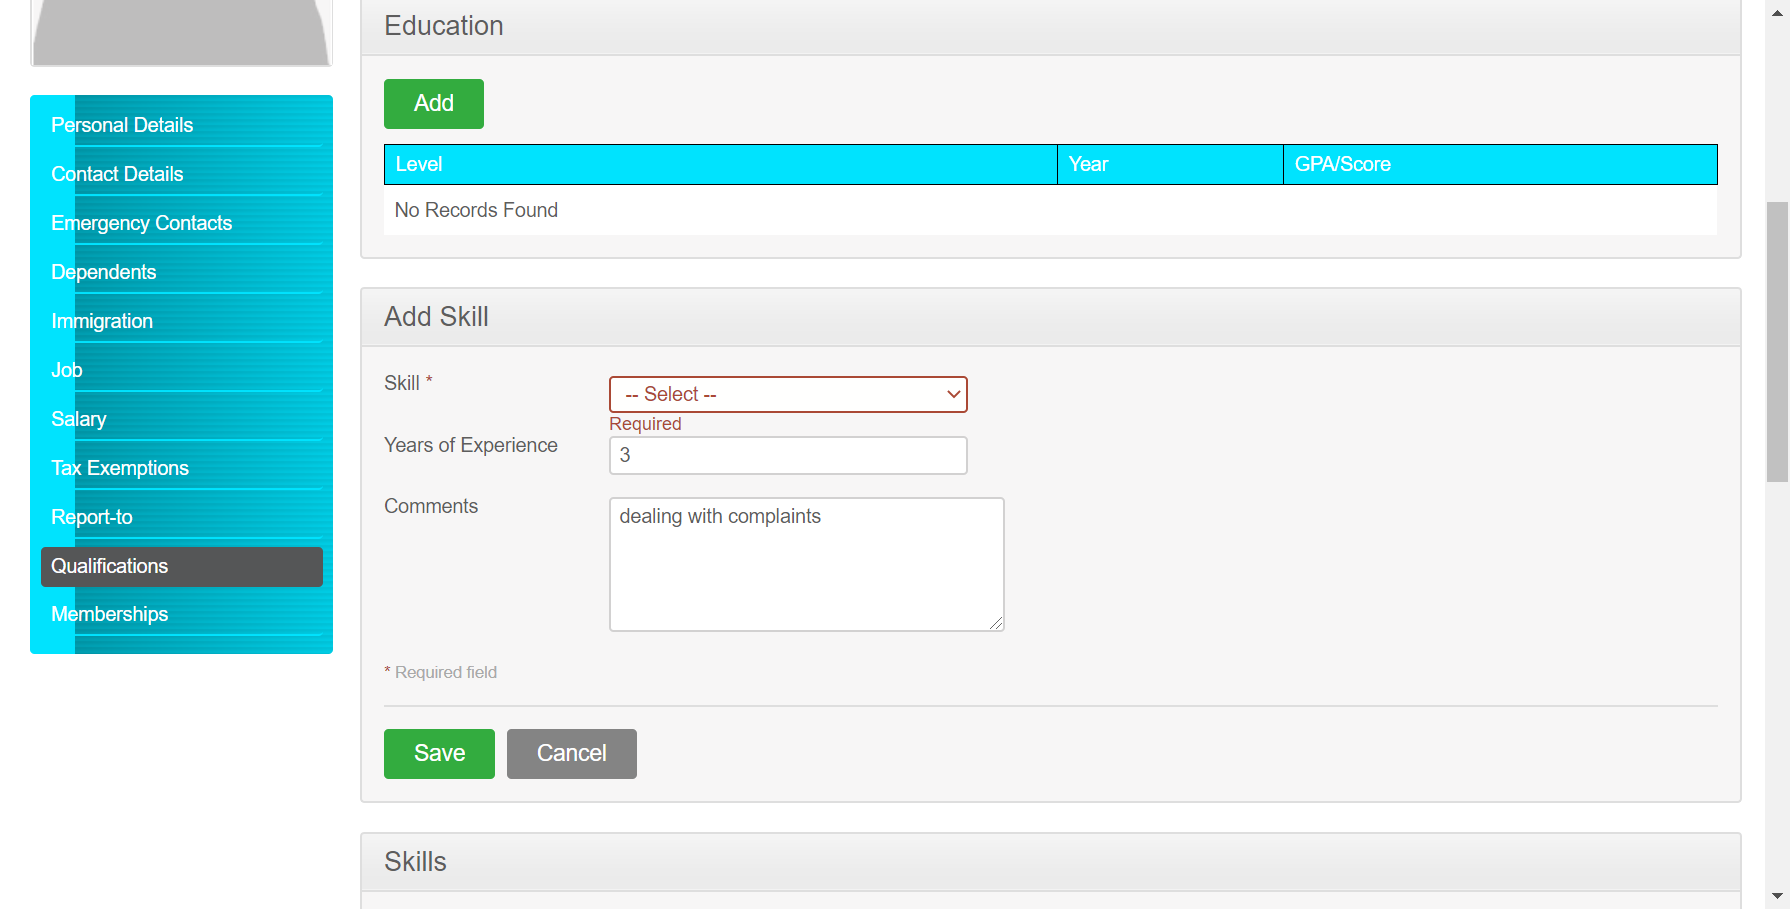 Personal Details
Contact Details
Emergency Contacts
Dependents
Immigration
Job
Salary
Tax Exemptions
Report-to
Qualifications
Memberships
Education
Add
Level Year GPA/Score
No Records Found
Add Skill
Skill *
-- Select --
Required
Years of Experience
3
Comments
dealing with complaints
* Required field
Save Cancel
Skills